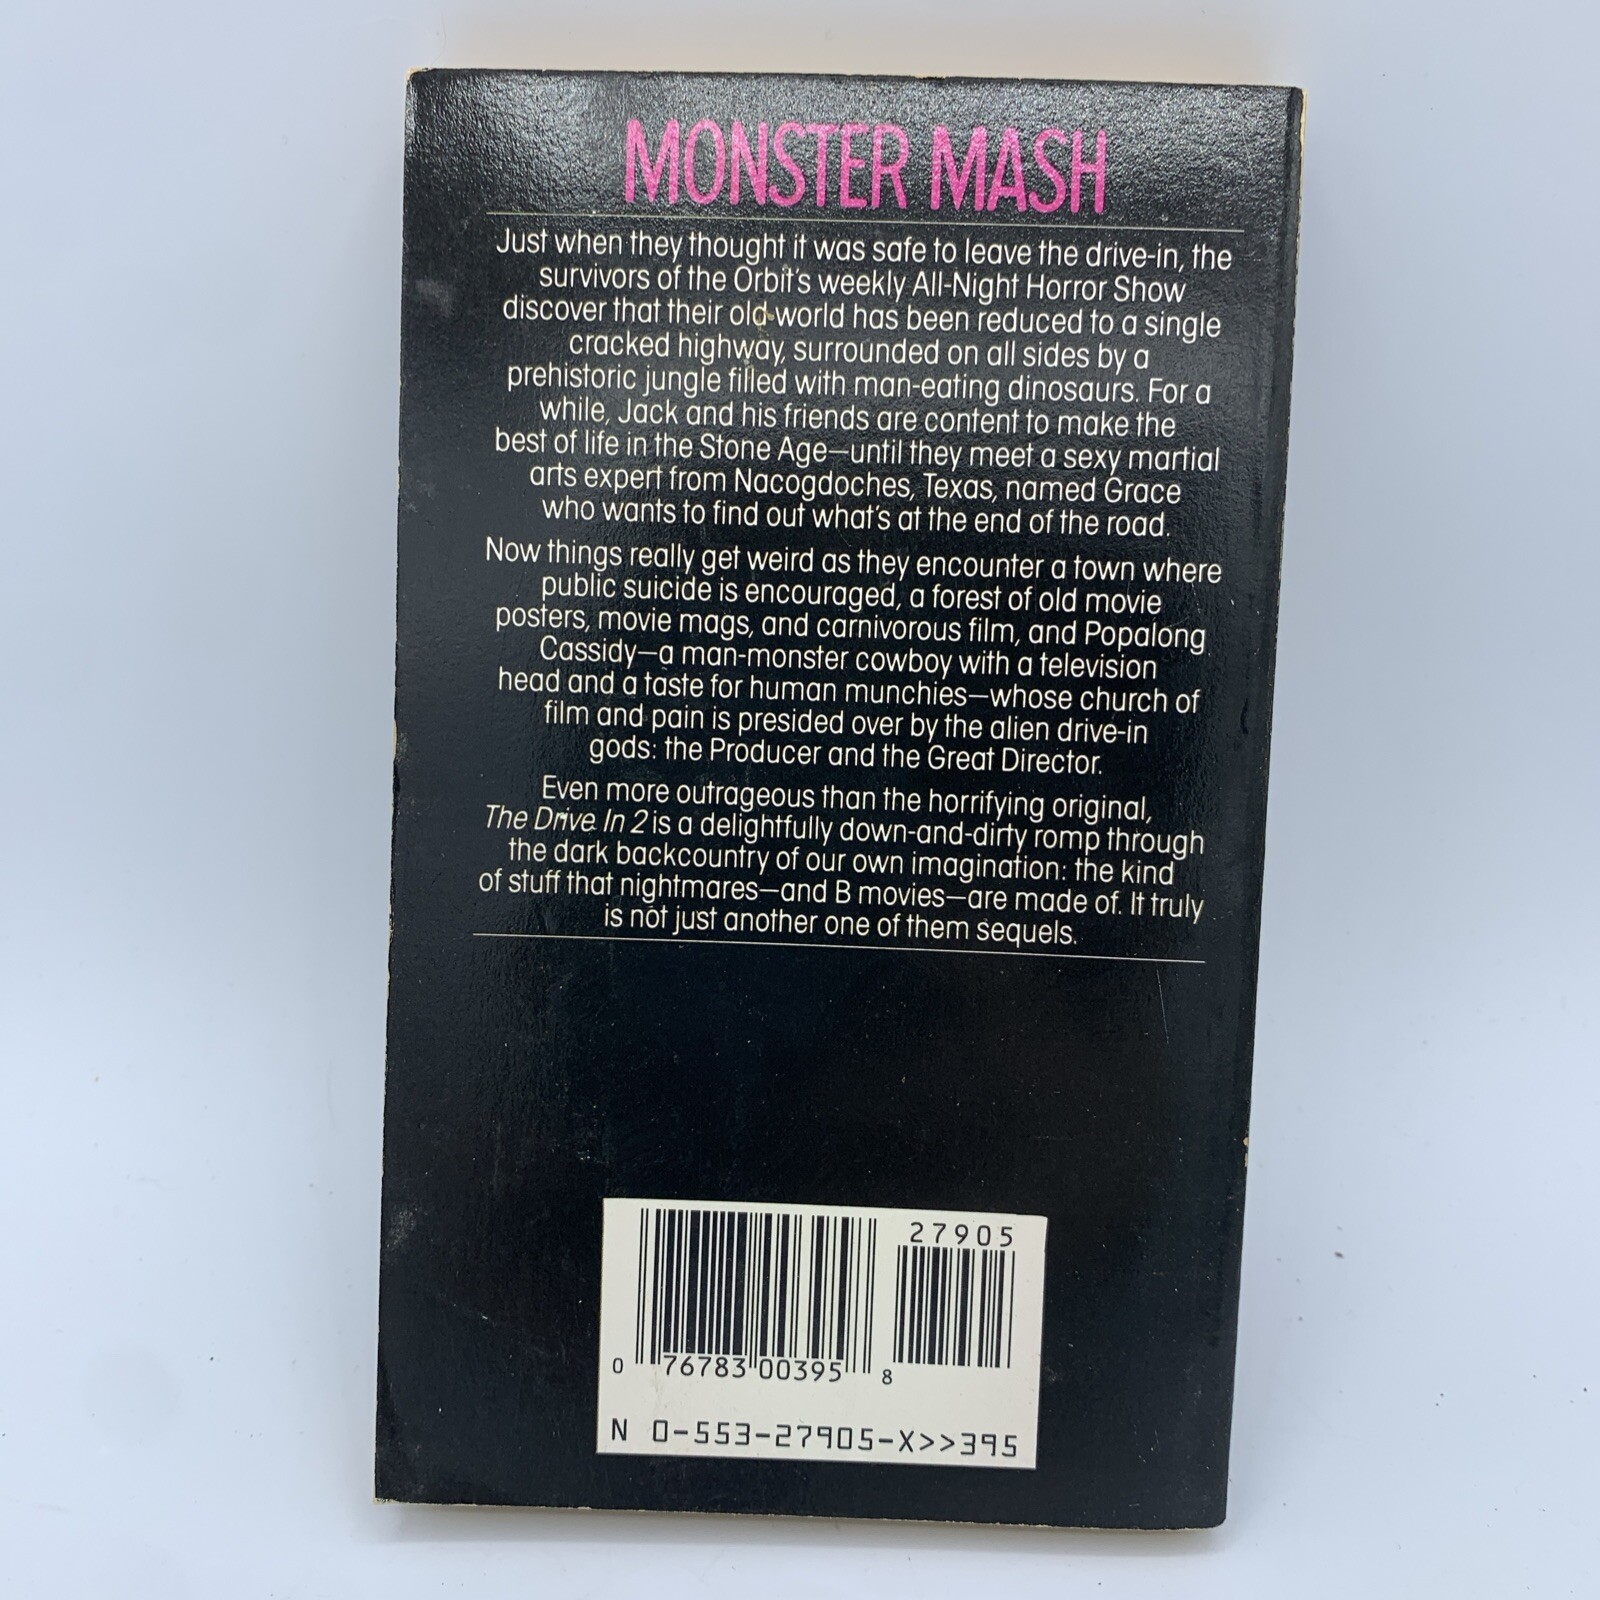 MONSTER MASH
Just when they thought it was safe to leave the drive-in, the
survivors of the Orbit's weekly All-Night Horror Show
discover that their old world has been reduced to a single
cracked highway, surrounded on all sides by a
prehistoric jungle filled with man-eating dinosaurs. For a
while, Jack and his friends are content to make the
best of life in the Stone Age—until they meet a sexy martial
arts expert from Nacogdoches, Texas, named Grace
who wants to find out what's at the end of the road.
Now things really get weird as they encounter a town where
public suicide is encouraged, a forest of old movie
posters, movie mags, and carnivorous film, and Popalong
Cassidy—a man-monster cowboy with a television
head and a taste for human munchies—whose church of
film and pain is presided over by the alien drive-in
gods: the Producer and the Great Director.
Even more outrageous than the horrifying original,
The Drive In 2 is a delightfully down-and-dirty romp through
the dark backcountry of our own imagination: the kind
of stuff that nightmares—and B movies—are made of. It truly
is not just another one of them sequels.
27905
0 76783 00395 8
N 0-553-27905-X>>395